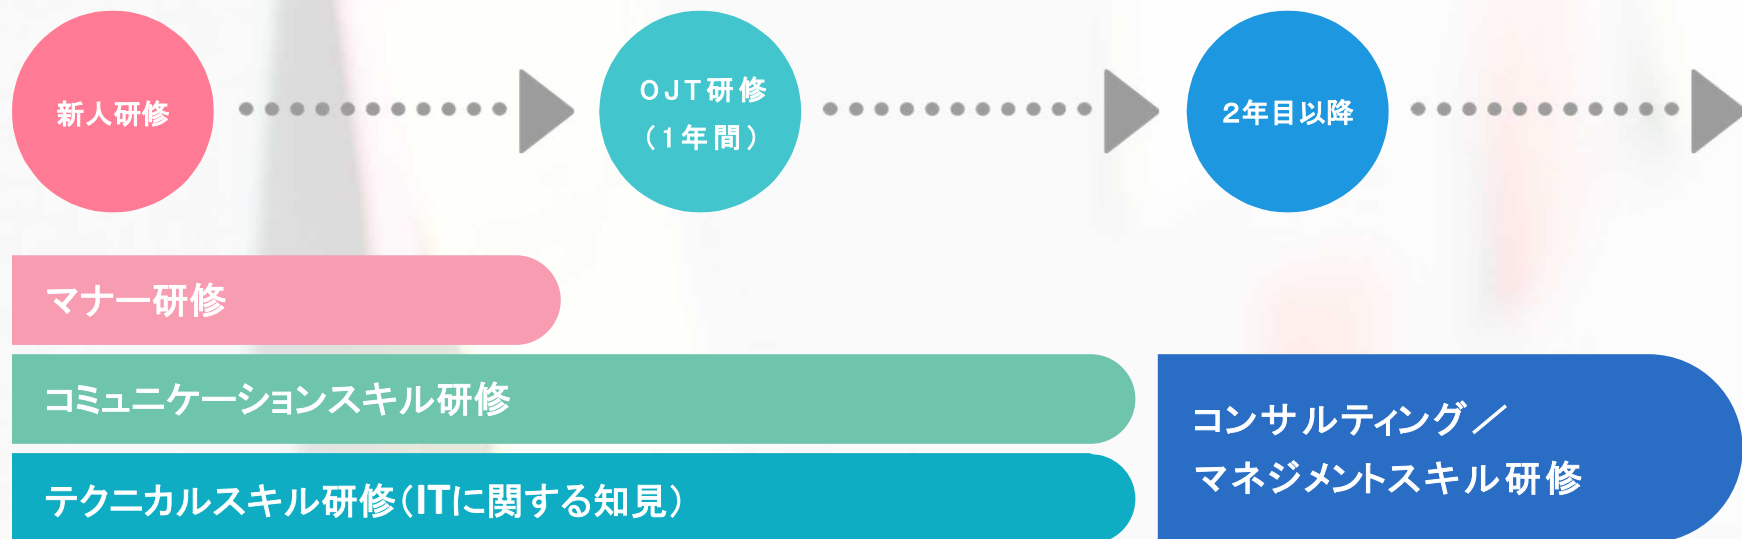 新人研修
OJT研修
（1年間）
2年目以降
マナー研修
コミュニケーションスキル研修
テクニカルスキル研修（ITに関する知見）
コンサルティング／
マネジメントスキル研修